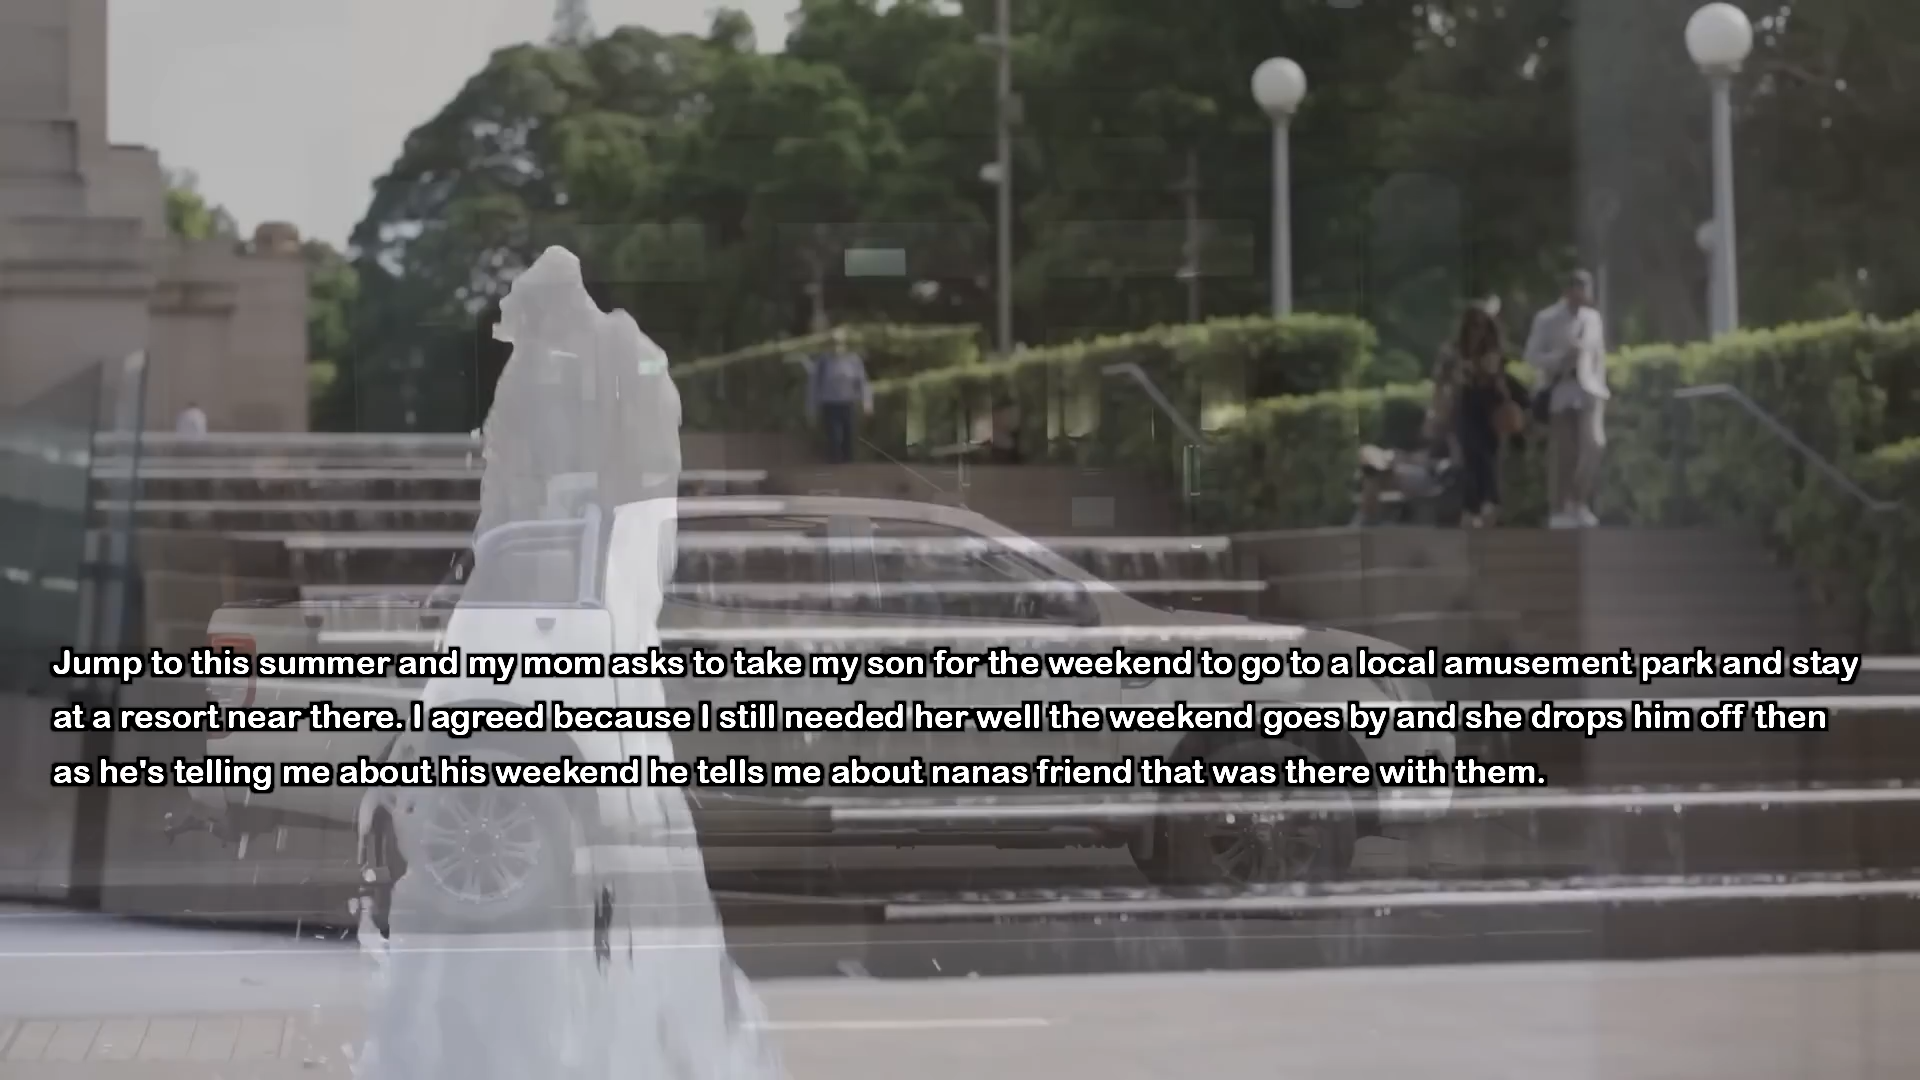 Jump to this summer and my mom asks to take my son for the weekend to go to a local amusement park and stay
at a resort near there. I agreed because I still needed her well the weekend goes by and she drops him off then
as he's telling me about his weekend he tells me about nanas friend that was there with them.